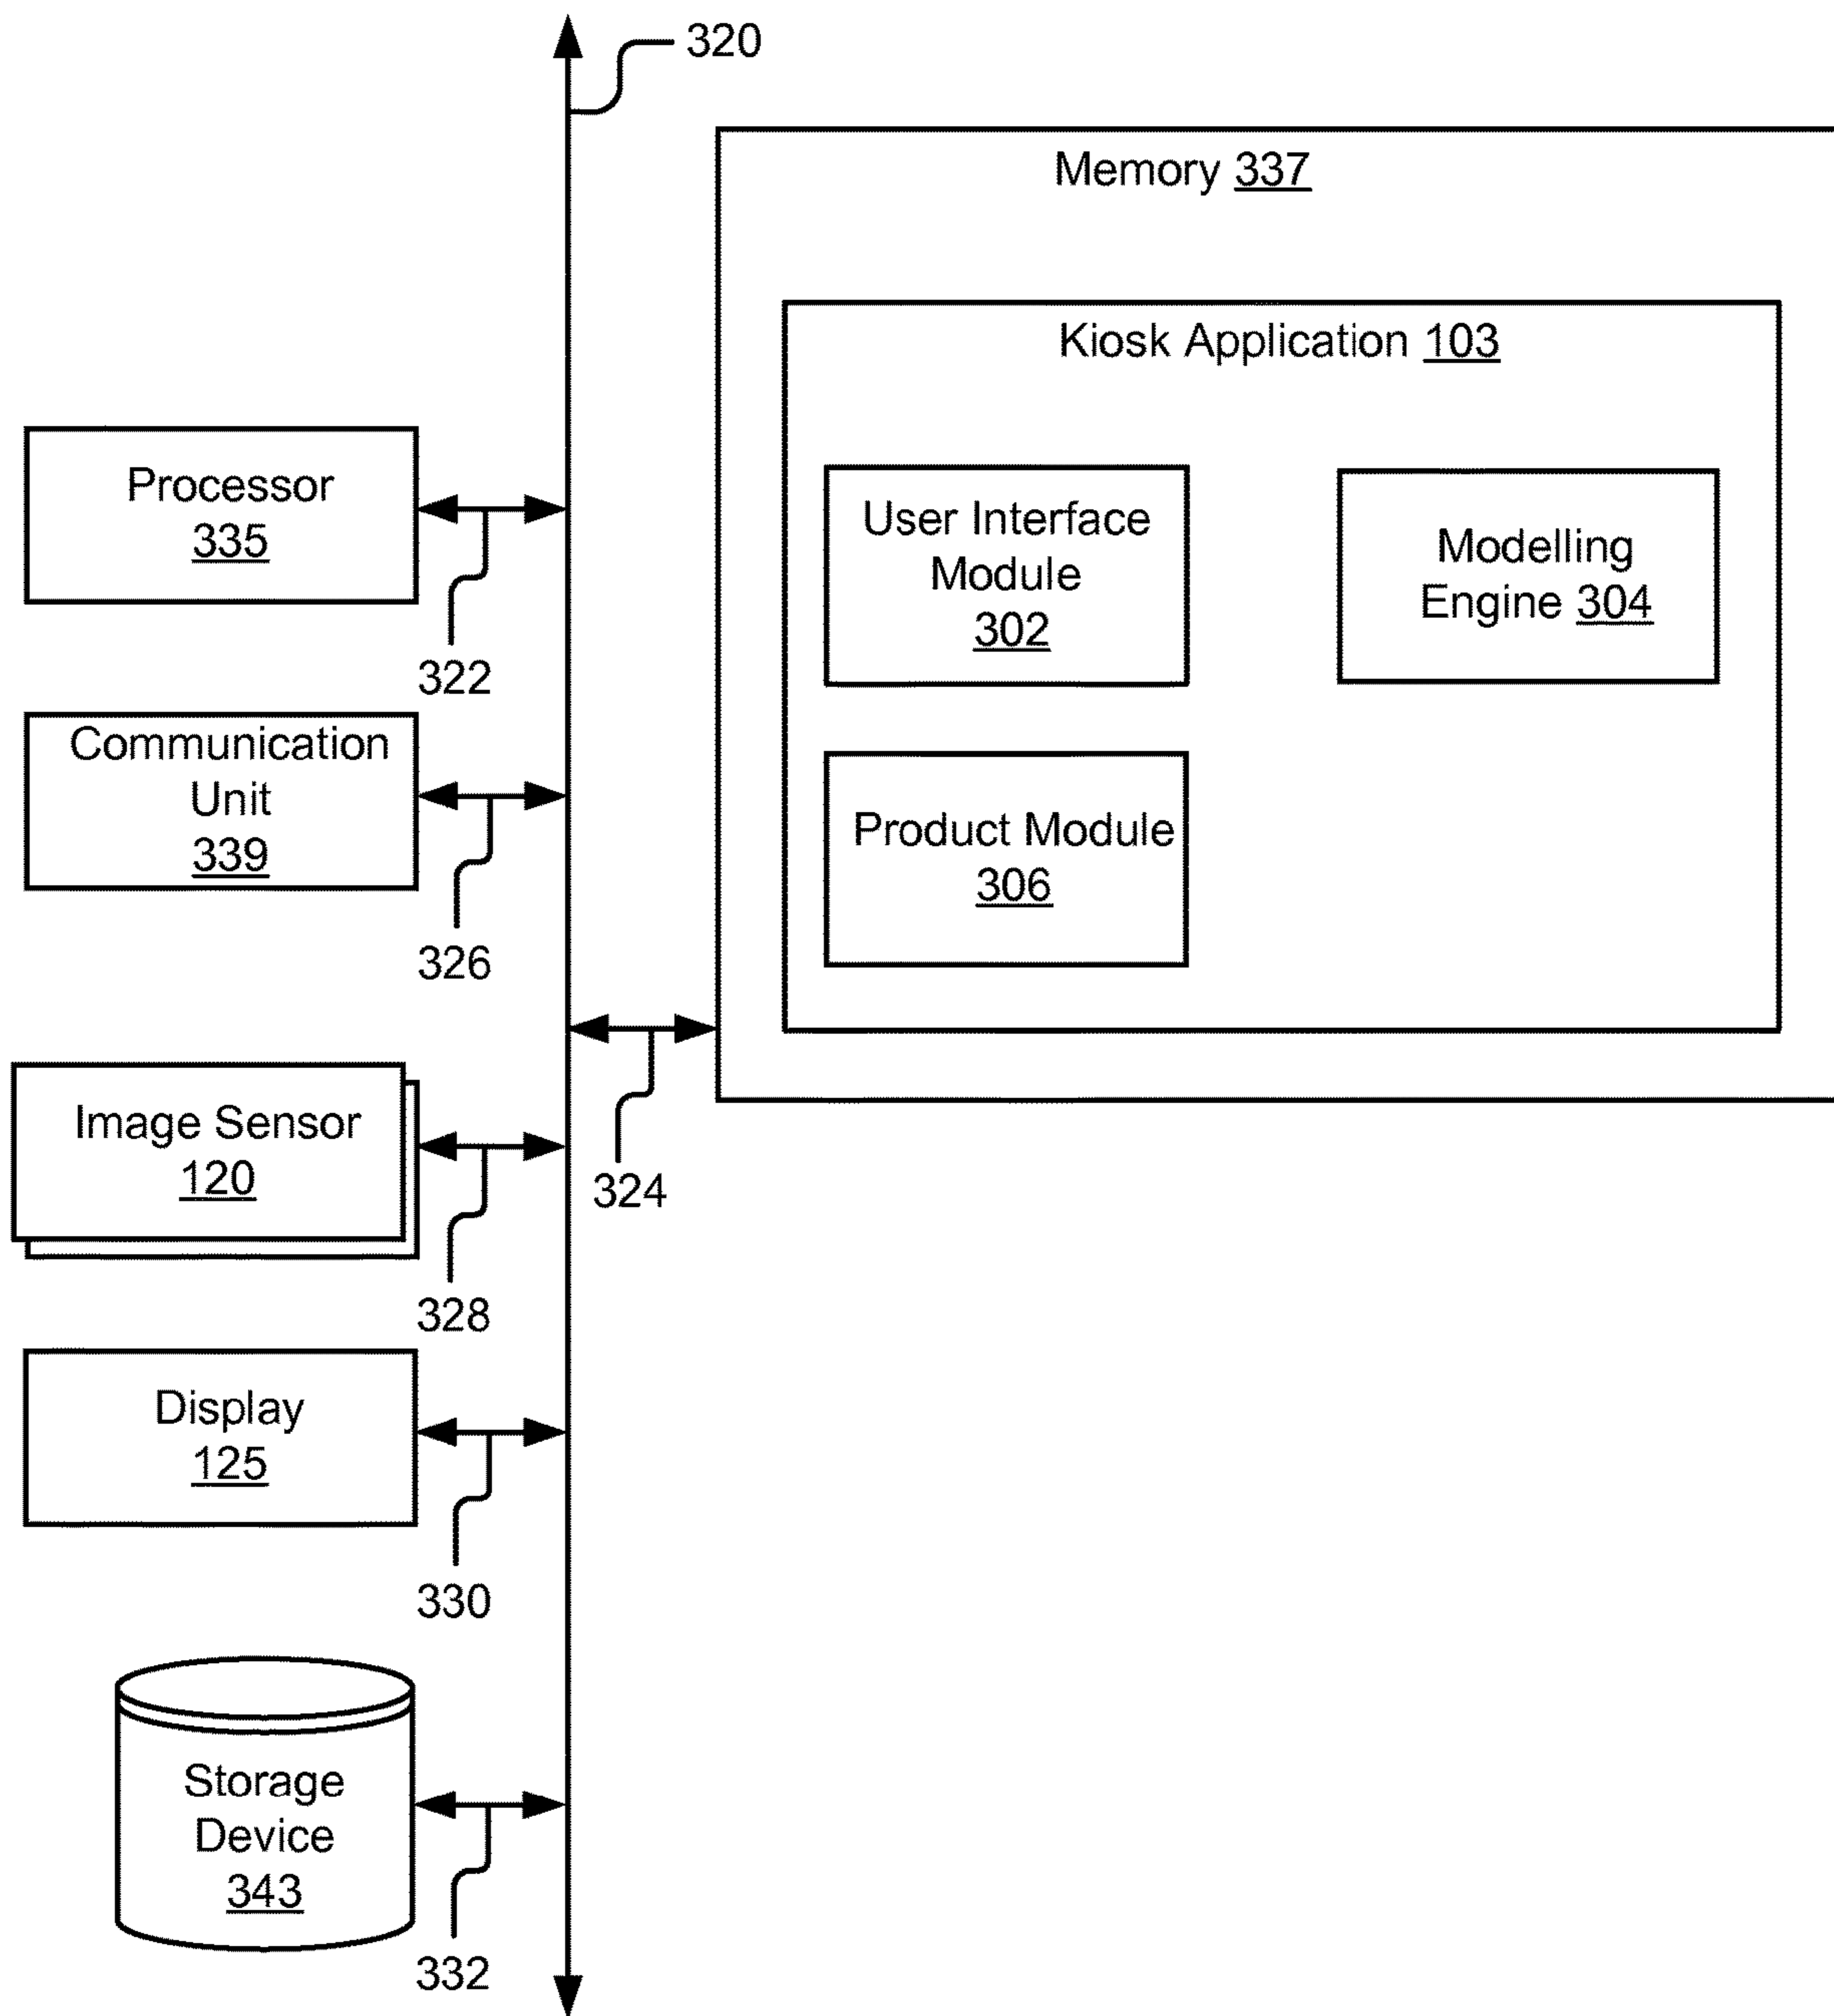 320
Memory 337
Kiosk Application 103
Processor
335
User Interface
Module
302
Modelling
Engine 304
322
Communication
Unit
339
Product Module
306
326
Image Sensor
120
324
328
Display
125
330
Storage
Device
343
332